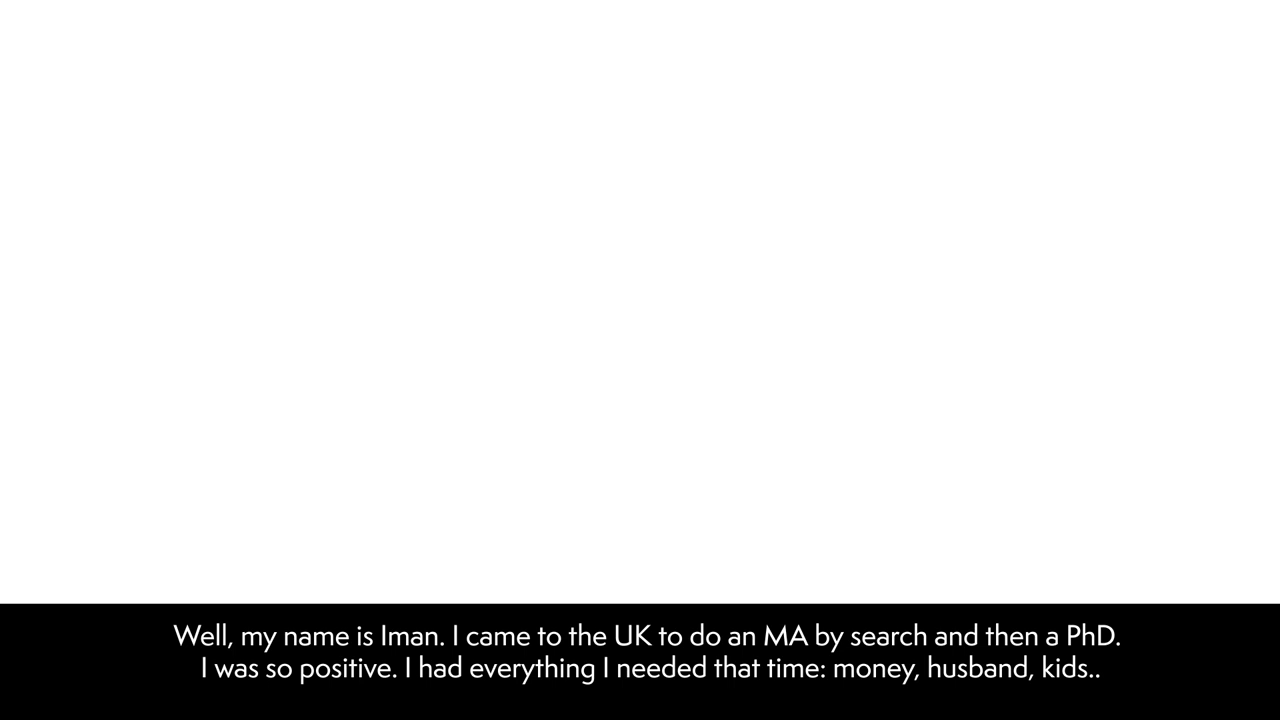 Well, my name is Iman. I came to the UK to do an MA by search and then a PhD.
I was so positive. I had everything I needed that time: money, husband, kids..